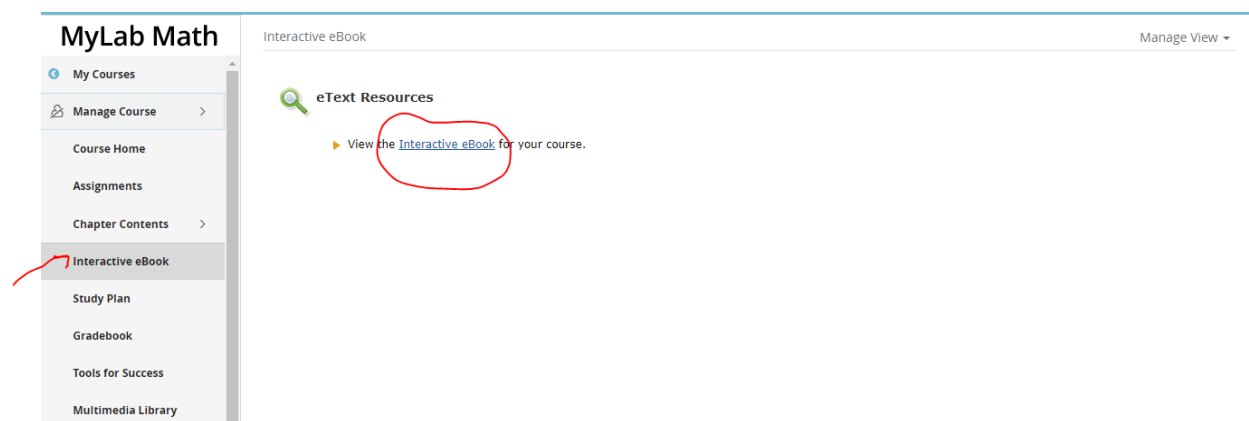 MyLab Math
My Courses
Manage Course
Course Home
Assignments
Chapter Contents
Interactive eBook
Study Plan
Gradebook
Tools for Success
Multimedia Library
Interactive eBook
Manage View
eText Resources
View the Interactive eBook for your course.